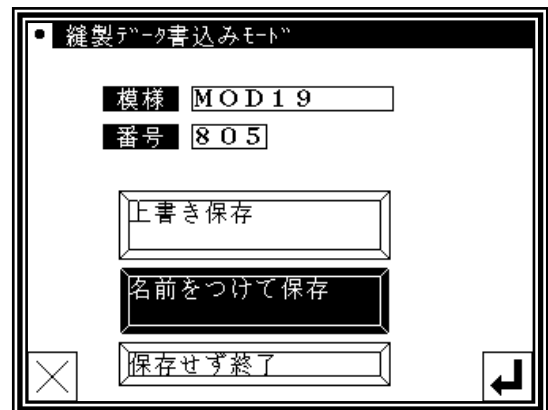 縫製ﾃﾞｰﾀ書込みﾓｰﾄﾞ
模様 ＭＯＤ１９
番号 ８０５
上書き保存
名前をつけて保存
保存せず終了